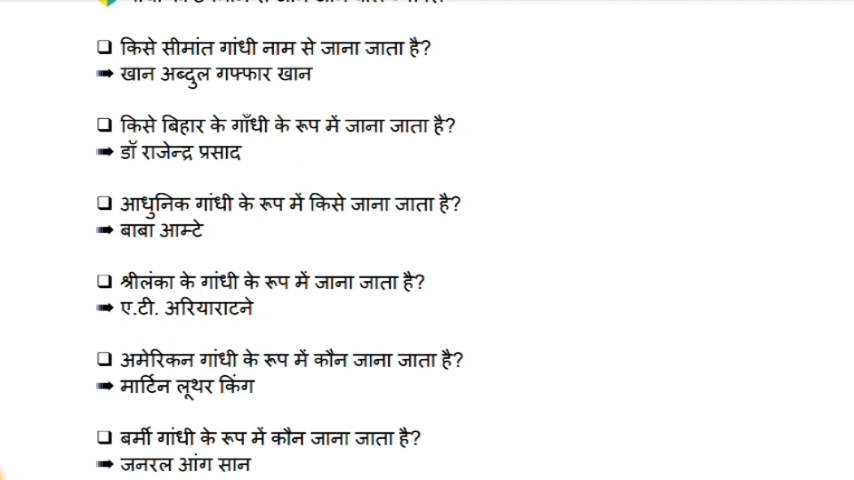 ❑ किसे सीमांत गांधी नाम से जाना जाता है?
➠ खान अब्दुल गफ्फार खान
❑ किसे बिहार के गाँधी के रूप में जाना जाता है?
➠ डॉ राजेन्द्र प्रसाद
❑ आधुनिक गांधी के रूप में किसे जाना जाता है?
➠ बाबा आम्टे
❑ श्रीलंका के गांधी के रूप में जाना जाता है?
➠ ए.टी. अरियाराटने
❑ अमेरिकन गांधी के रूप में कौन जाना जाता है?
➠ मार्टिन लूथर किंग
❑ बर्मी गांधी के रूप में कौन जाना जाता है?
➠ जनरल आंग सान